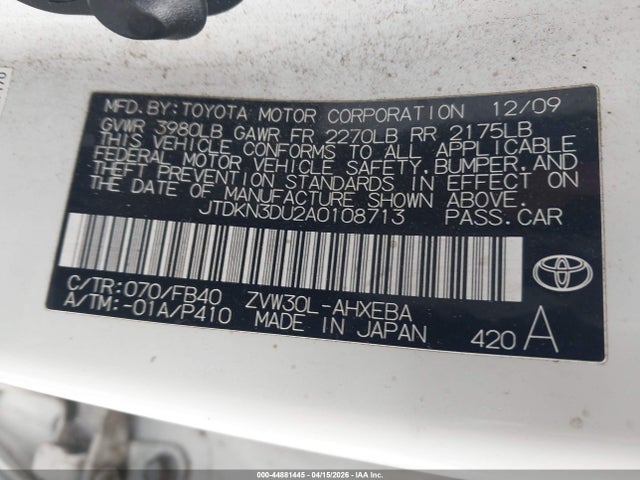 MFD.BY:TOYOTA MOTOR CORPORATION 12/09
GVWR 3980LB GAWR FR 2270LB RR 2175LB
THIS VEHICLE CONFORMS TO ALL APPLICABLE
FEDERAL MOTOR VEHICLE SAFETY,BUMPER,AND
THEFT PREVENTION STANDARDS IN EFFECT ON
THE DATE OF MANUFACTURE SHOWN ABOVE.
JTDKN3DU2A0108713 PASS.CAR
C/TR:070/FB40 ZVW30L-AHXEBA
A/TM:-01A/P410 MADE IN JAPAN
420 A
TOYOTA
000-44881445 04/15/2026 IAA Inc.